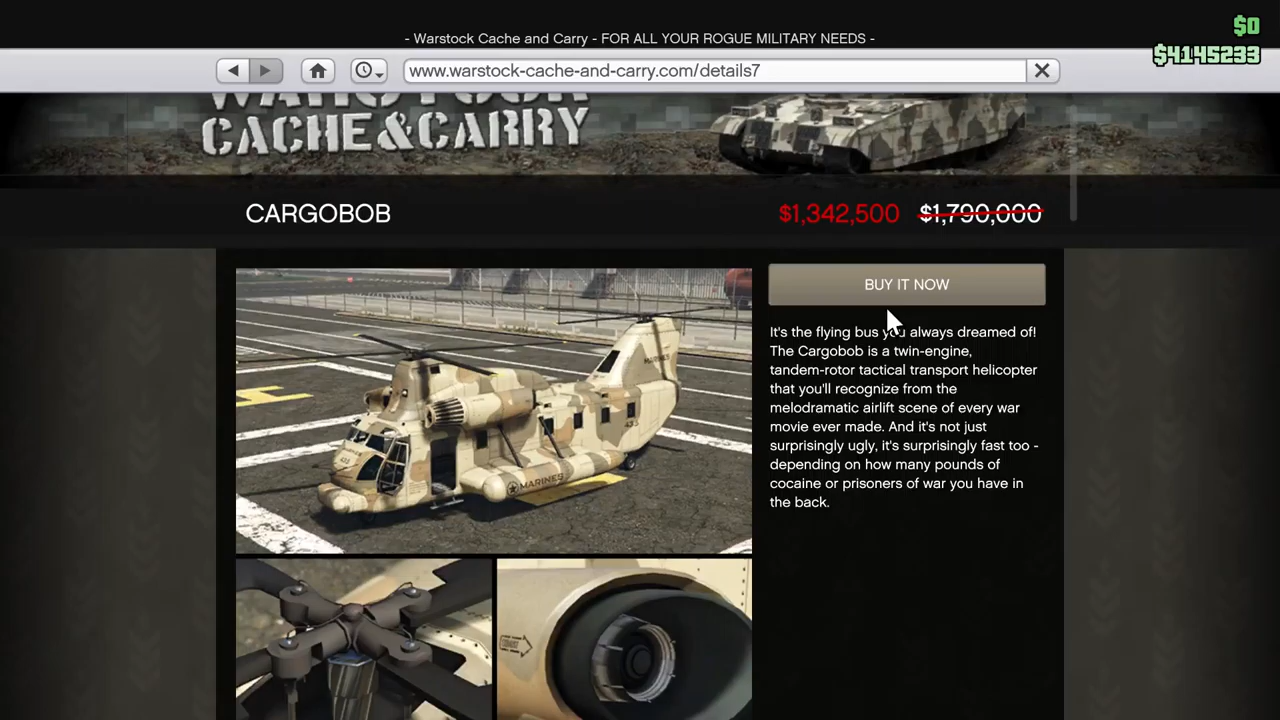 $0
- Warstock Cache and Carry - FOR ALL YOUR ROGUE MILITARY NEEDS -
$4145233
www.warstock-cache-and-carry.com/details7
WARSTOCK
CACHE&CARRY
CARGOBOB
$1,342,500 $1,790,000
BUY IT NOW
It's the flying bus you always dreamed of!
The Cargobob is a twin-engine,
tandem-rotor tactical transport helicopter
that you'll recognize from the
melodramatic airlift scene of every war
movie ever made. And it's not just
surprisingly ugly, it's surprisingly fast too -
depending on how many pounds of
cocaine or prisoners of war you have in
the back.
MARINES
MARINES